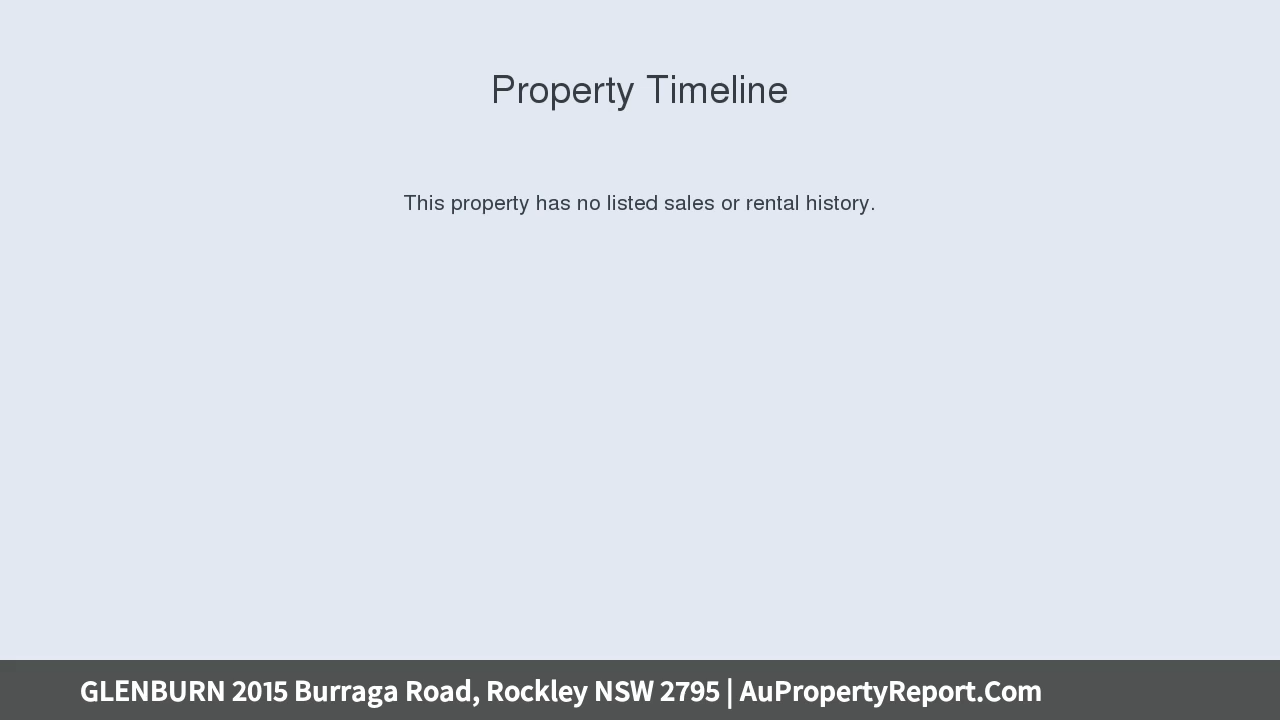 Property Timeline
This property has no listed sales or rental history.
GLENBURN 2015 Burraga Road, Rockley NSW 2795 | AuPropertyReport.Com